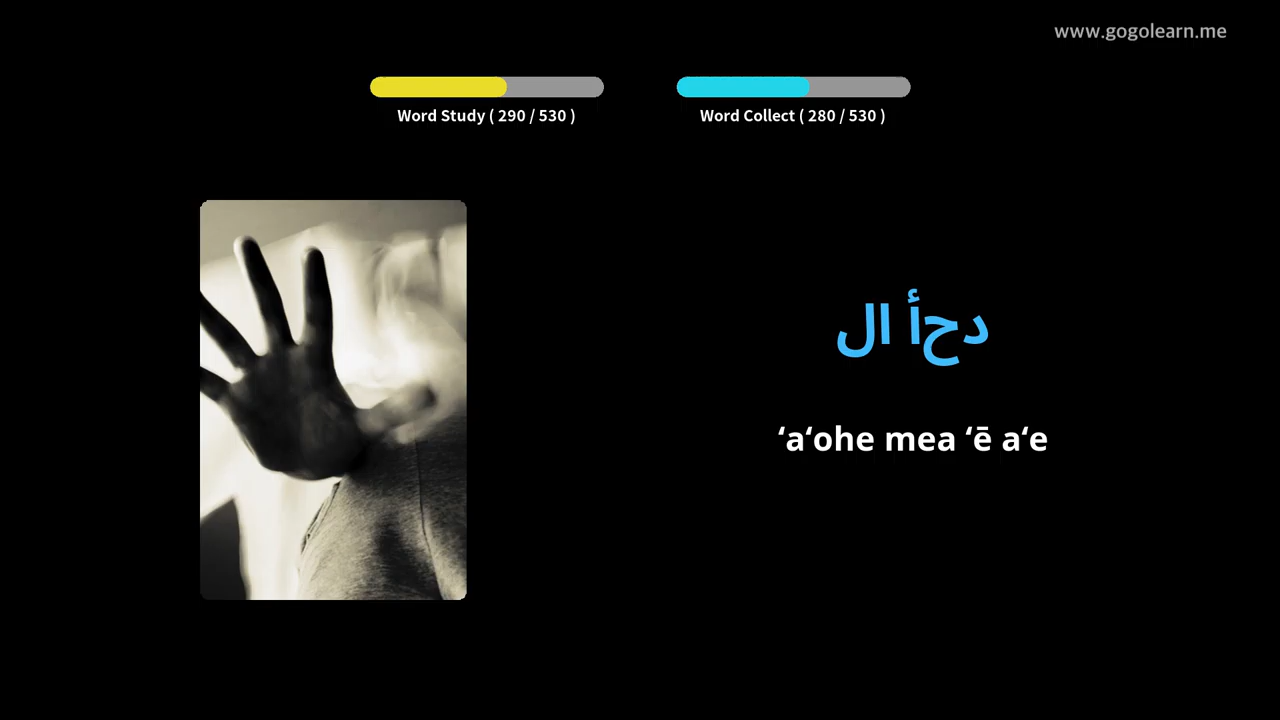 www.gogolearn.me
Word Study ( 290 / 530 )
Word Collect ( 280 / 530 )
دحأ ال
ʻaʻohe mea ʻē aʻe